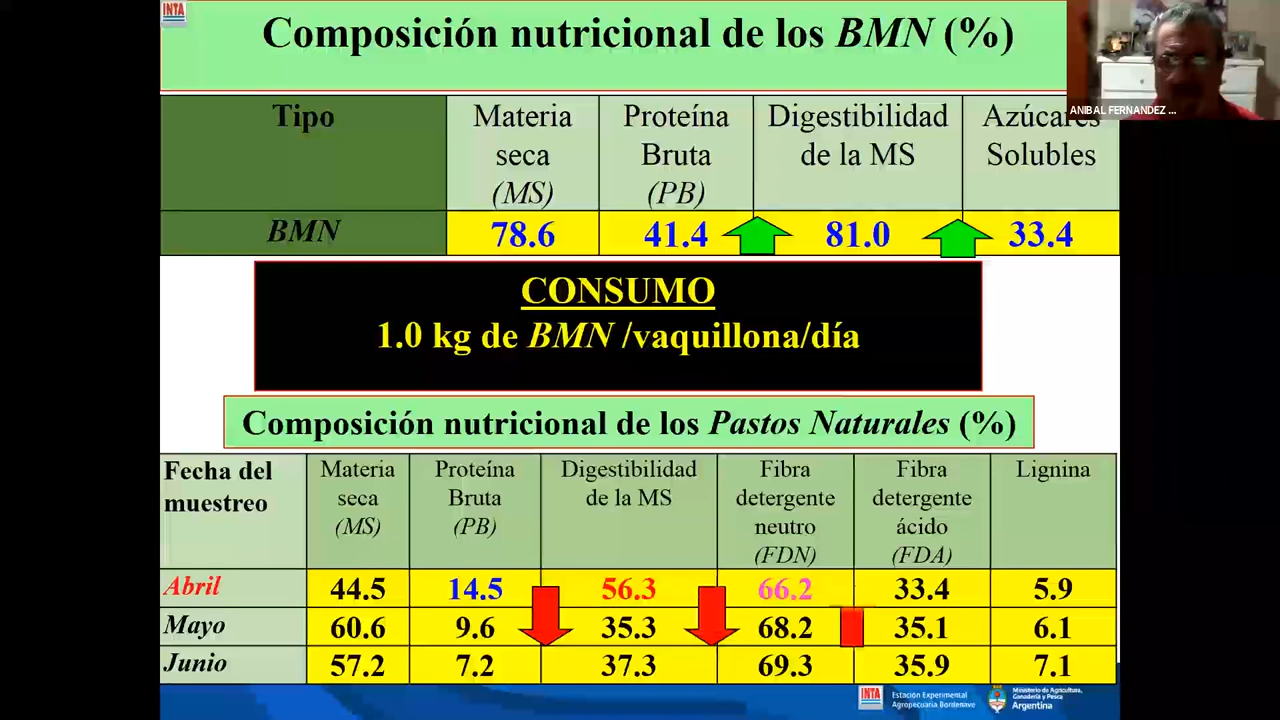 INTA
Composición nutricional de los BMN (%)
ANIBAL FERNANDEZ ...
Tipo Materia seca (MS) Proteína Bruta (PB) Digestibilidad de la MS Azúcares Solubles
BMN 78.6 41.4 81.0 33.4
CONSUMO
1.0 kg de BMN /vaquillona/día
Composición nutricional de los Pastos Naturales (%)
Fecha del muestreo Materia seca (MS) Proteína Bruta (PB) Digestibilidad de la MS Fibra detergente neutro (FDN) Fibra detergente ácido (FDA) Lignina
Abril 44.5 14.5 56.3 66.2 33.4 5.9
Mayo 60.6 9.6 35.3 68.2 35.1 6.1
Junio 57.2 7.2 37.3 69.3 35.9 7.1
INTA
Estación Experimental
Agropecuaria Bordenave
Ministerio de Agricultura,
Ganadería y Pesca
Argentina